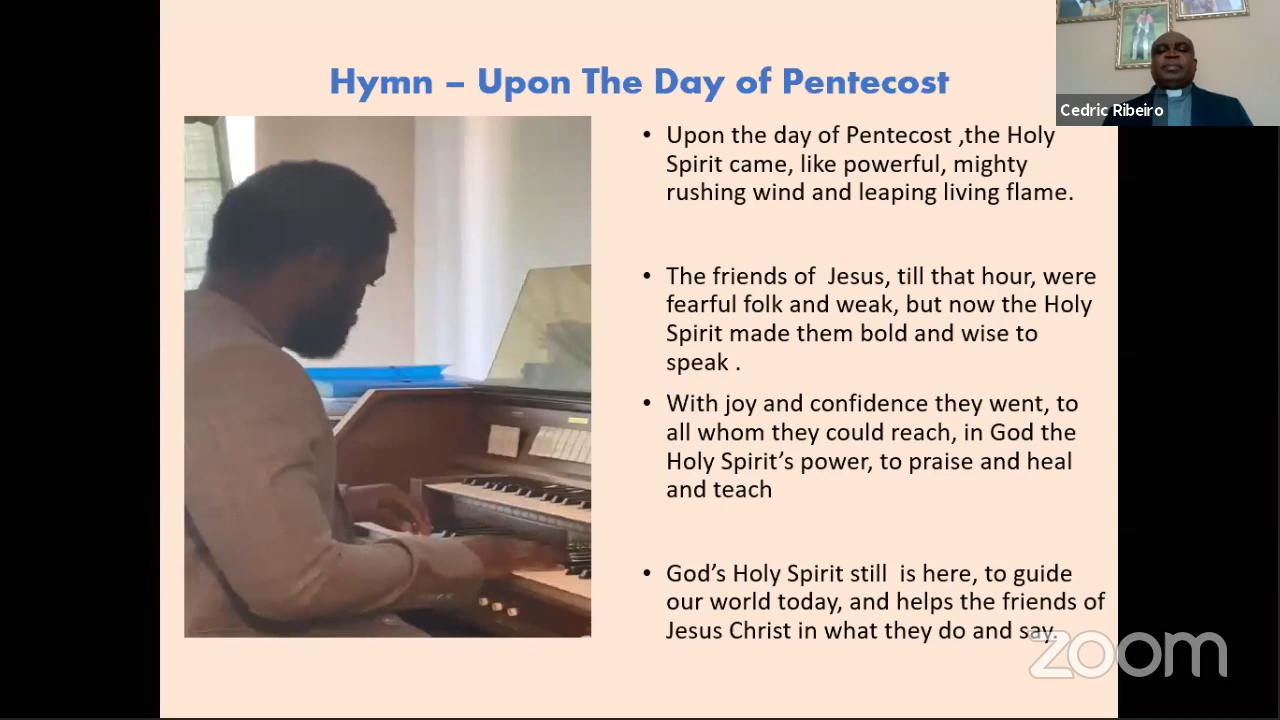 Hymn – Upon The Day of Pentecost
Cedric Ribeiro
• Upon the day of Pentecost ,the Holy
Spirit came, like powerful, mighty
rushing wind and leaping living flame.
• The friends of  Jesus, till that hour, were
fearful folk and weak, but now the Holy
Spirit made them bold and wise to
speak .
• With joy and confidence they went, to
all whom they could reach, in God the
Holy Spirit’s power, to praise and heal
and teach
• God’s Holy Spirit still  is here, to guide
our world today, and helps the friends of
Jesus Christ in what they do and say.
zoom